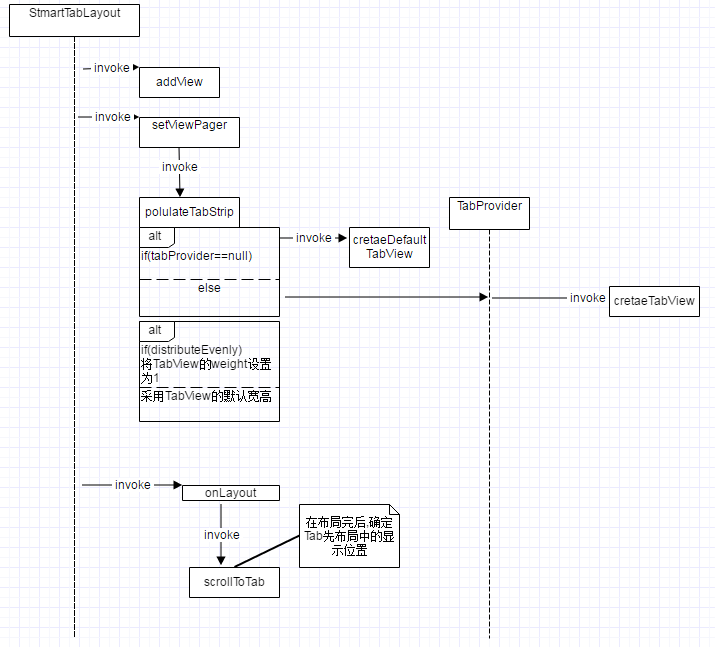 StmartTabLayout
invoke
addView
invoke
setViewPager
invoke
polulateTabStrip
TabProvider
alt
if(tabProvider==null)
invoke
cretaeDefault
TabView
else
invoke
cretaeTabView
alt
if(distributeEvenly)
将TabView的weight设置
为1
采用TabView的默认宽高
invoke
onLayout
invoke
在布局完后,确定
Tab先布局中的显
示位置
scrollToTab